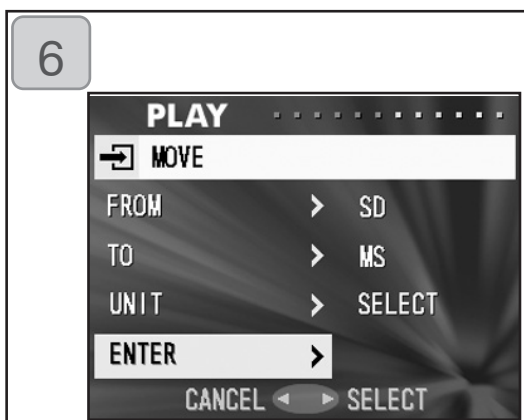 6
PLAY
MOVE
FROM > SD
TO > MS
UNIT > SELECT
ENTER >
CANCEL ◄ ► SELECT